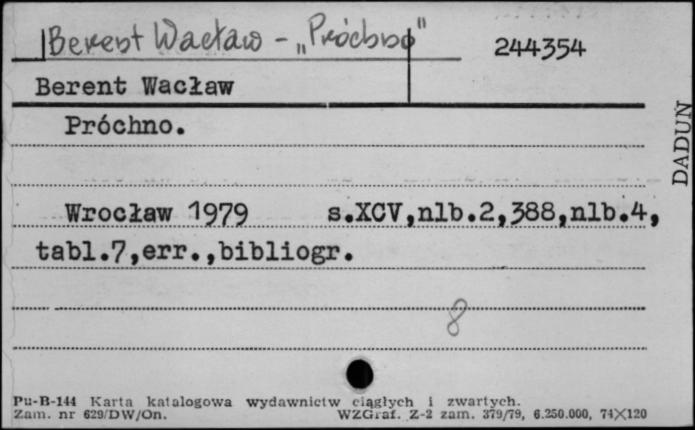 Berent Wacław - „Próchno" 244354
Berent Wacław
Próchno.
Wrocław 1979 s.XCV,nlb.2,388,nlb.4,
tabl.7,err.,bibliogr.
8
Pu-B-144 Karta katalogowa wydawnictw ciągłych i zwartych.
Zam. nr 629/DW/On. WZGraf. Z-2 zam. 379/79, 6.250.000, 74X120
DADUŃ